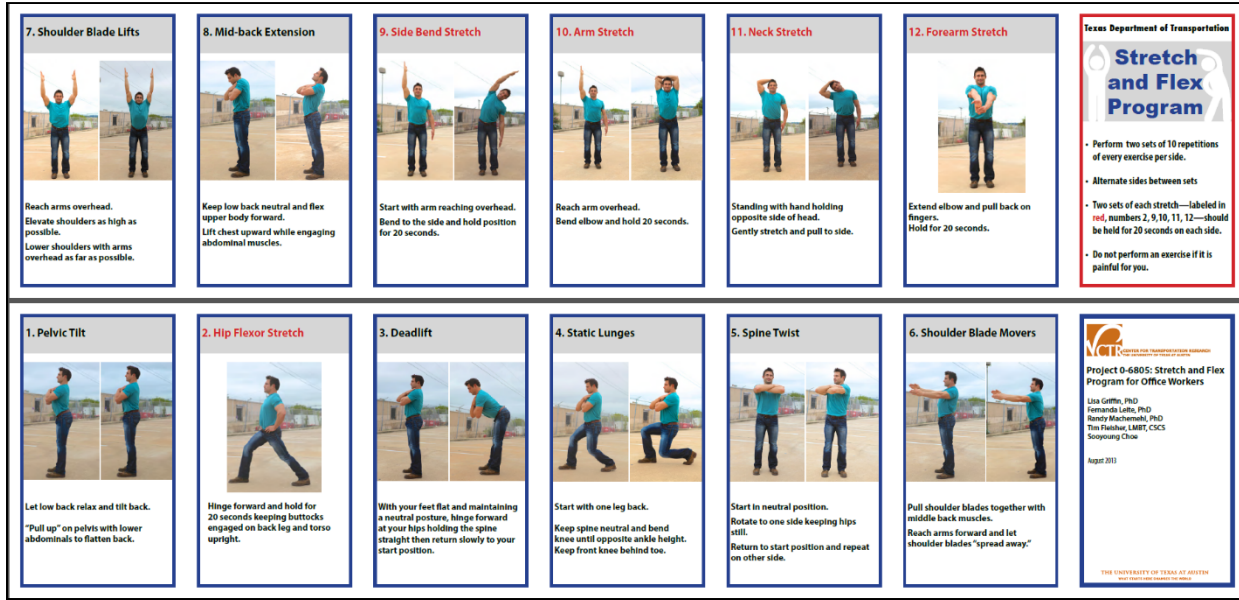 7. Shoulder Blade Lifts
Reach arms overhead.
Elevate shoulders as high as
possible.
Lower shoulders with arms
overhead as far as possible.
8. Mid-back Extension
Keep low back neutral and flex
upper body forward.
Lift chest upward while engaging
abdominal muscles.
9. Side Bend Stretch
Start with arm reaching overhead.
Bend to the side and hold position
for 20 seconds.
10. Arm Stretch
Reach arm overhead.
Bend elbow and hold 20 seconds.
11. Neck Stretch
Standing with hand holding
opposite side of head.
Gently stretch and pull to side.
12. Forearm Stretch
Extend elbow and pull back on
fingers.
Hold for 20 seconds.
Texas Department of Transportation
Stretch
and Flex
Program
• Perform two sets of 10 repetitions
of every exercise per side.
• Alternate sides between sets
• Two sets of each stretch—labeled in
red, numbers 2, 9,10, 11, 12—should
be held for 20 seconds on each side.
• Do not perform an exercise if it is
painful for you.
1. Pelvic Tilt
Let low back relax and tilt back.
"Pull up" on pelvis with lower
abdominals to flatten back.
2. Hip Flexor Stretch
Hinge forward and hold for
20 seconds keeping buttocks
engaged on back leg and torso
upright.
3. Deadlift
With your feet flat and maintaining
a neutral posture, hinge forward
at your hips holding the spine
straight then return slowly to your
start position.
4. Static Lunges
Start with one leg back.
Keep spine neutral and bend
knee until opposite ankle height.
Keep front knee behind toe.
5. Spine Twist
Start in neutral position.
Rotate to one side keeping hips
still.
Return to start position and repeat
on other side.
6. Shoulder Blade Movers
Pull shoulder blades together with
middle back muscles.
Reach arms forward and let
shoulder blades "spread away."
CTR CENTER FOR TRANSPORTATION RESEARCH
THE UNIVERSITY OF TEXAS AT AUSTIN
Project 0-6805: Stretch and Flex
Program for Office Workers
Lisa Griffin, PhD
Fernanda Leite, PhD
Randy Machemehl, PhD
Tim Fleisher, LMBT, CSCS
Sooyoung Choe
August 2013
THE UNIVERSITY OF TEXAS AT AUSTIN
WHAT STARTS HERE CHANGES THE WORLD